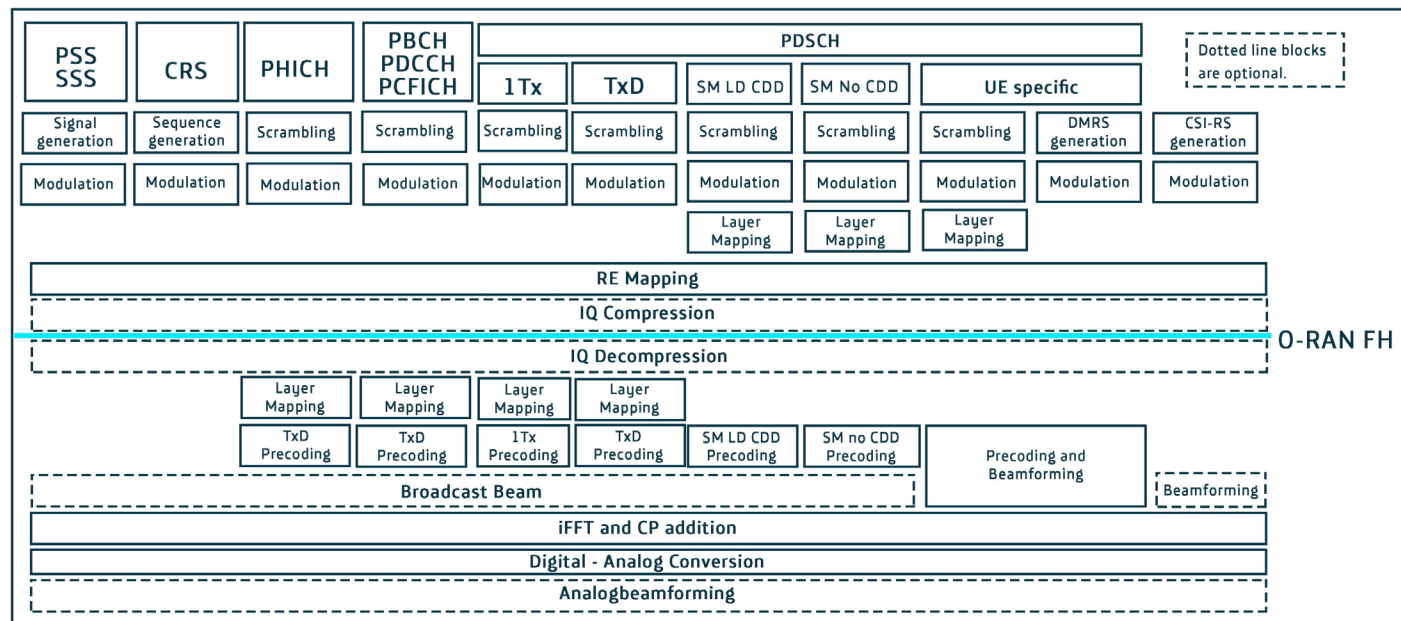 PSS
SSS
CRS
PHICH
PBCH
PDCCH
PCFICH
PDSCH
Dotted line blocks
are optional.
1Tx
TxD
SM LD CDD
SM No CDD
UE specific
Signal
generation
Sequence
generation
Scrambling
Scrambling
Scrambling
Scrambling
Scrambling
Scrambling
Scrambling
DMRS
generation
CSI-RS
generation
Modulation
Modulation
Modulation
Modulation
Modulation
Modulation
Modulation
Modulation
Modulation
Modulation
Modulation
Layer
Mapping
Layer
Mapping
Layer
Mapping
RE Mapping
IQ Compression
O-RAN FH
IQ Decompression
Layer
Mapping
Layer
Mapping
Layer
Mapping
Layer
Mapping
TxD
Precoding
TxD
Precoding
1Tx
Precoding
TxD
Precoding
SM LD CDD
Precoding
SM no CDD
Precoding
Precoding and
Beamforming
Broadcast Beam
Beamforming
iFFT and CP addition
Digital - Analog Conversion
Analogbeamforming